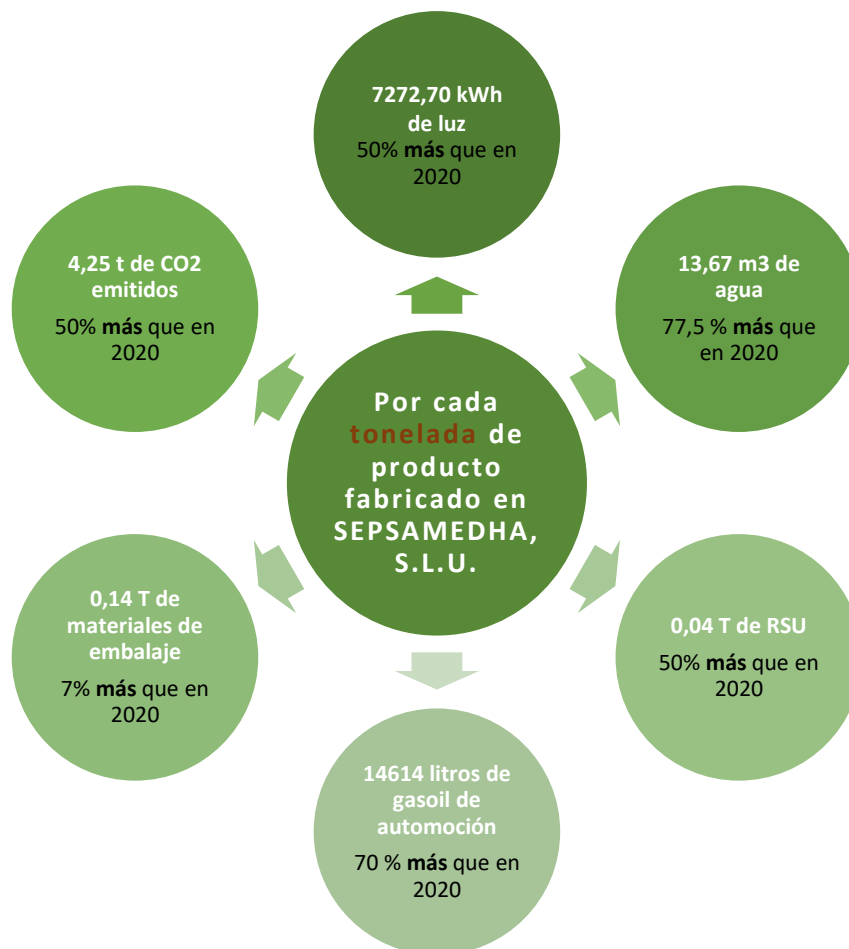 7272,70 kWh
de luz
50% más que en
2020
4,25 t de CO2
emitidos
50% más que en
2020
13,67 m3 de
agua
77,5 % más que
en 2020
Por cada
tonelada de
producto
fabricado en
SEPSAMEDHA,
S.L.U.
0,14 T de
materiales de
embalaje
7% más que en
2020
0,04 T de RSU
50% más que en
2020
14614 litros de
gasoil de
automoción
70 % más que en
2020